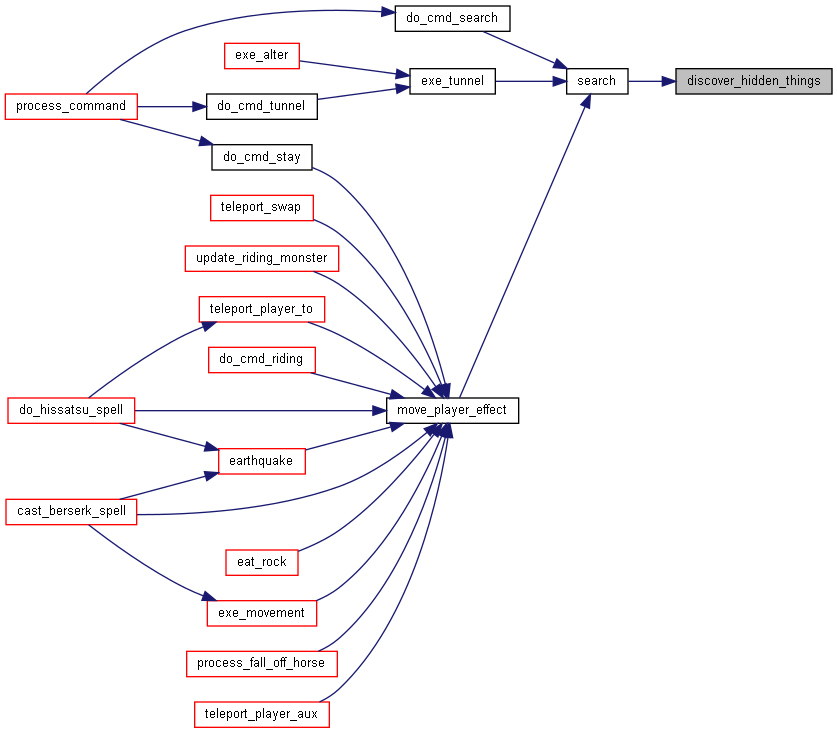 do_cmd_search
exe_alter
exe_tunnel
search
discover_hidden_things
process_command
do_cmd_tunnel
do_cmd_stay
teleport_swap
update_riding_monster
teleport_player_to
do_cmd_riding
do_hissatsu_spell
move_player_effect
earthquake
cast_berserk_spell
eat_rock
exe_movement
process_fall_off_horse
teleport_player_aux